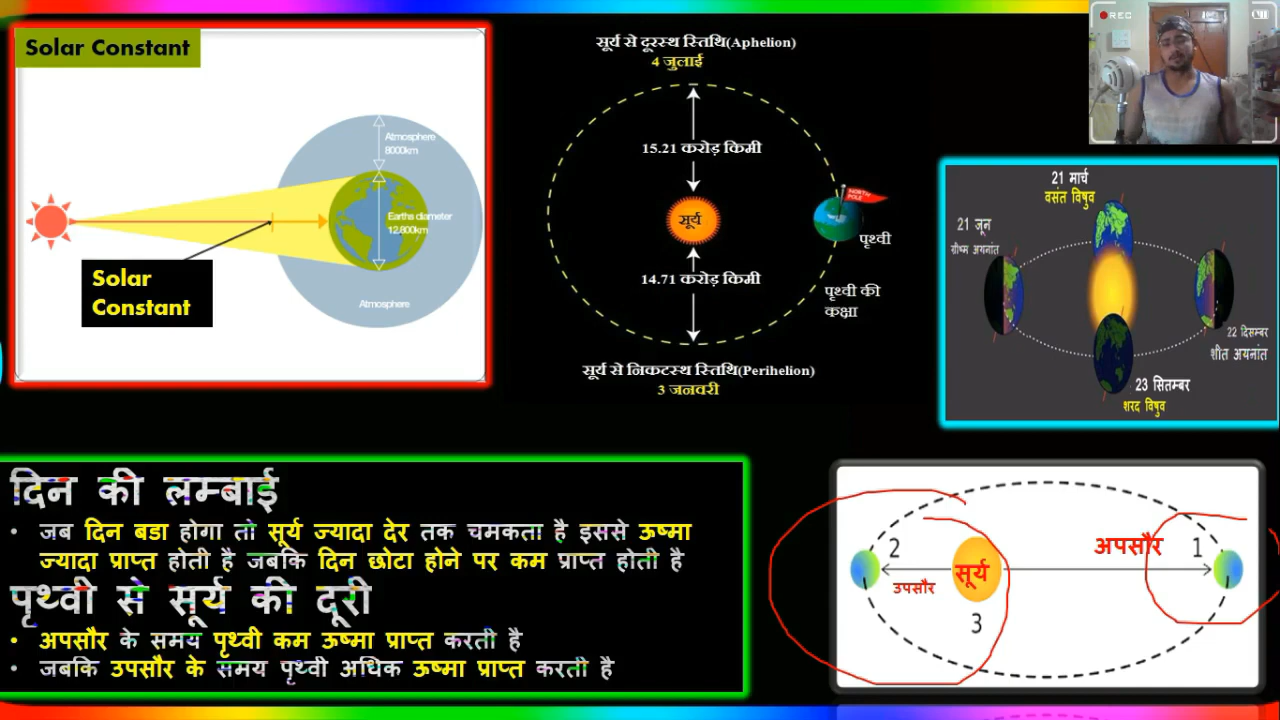 Solar Constant
Atmosphere
8000km
Earths diameter
12,800km
Solar
Constant
Atmosphere
सूर्य से दूरस्थ स्तिथि(Aphelion)
4 जुलाई
15.21 करोड़ किमी
सूर्य
NORTH
POLE
पृथ्वी
14.71 करोड़ किमी
पृथ्वी की
कक्षा
सूर्य से निकटस्थ स्तिथि(Perihelion)
3 जनवरी
REC
21 मार्च
वसंत विषुव
21 जून
ग्रीष्म अयनांत
22 दिसम्बर
शीत अयनांत
23 सितम्बर
शरद विषुव
दिन की लम्बाई
• जब दिन बडा होगा तो सूर्य ज्यादा देर तक चमकता है इससे ऊष्मा
ज्यादा प्राप्त होती है जबकि दिन छोटा होने पर कम प्राप्त होती है
पृथ्वी से सूर्य की दूरी
• अपसौर के समय पृथ्वी कम ऊष्मा प्राप्त करती है
• जबकि उपसौर के समय पृथ्वी अधिक ऊष्मा प्राप्त करती है
2
अपसौर
1
सूर्य
उपसौर
3